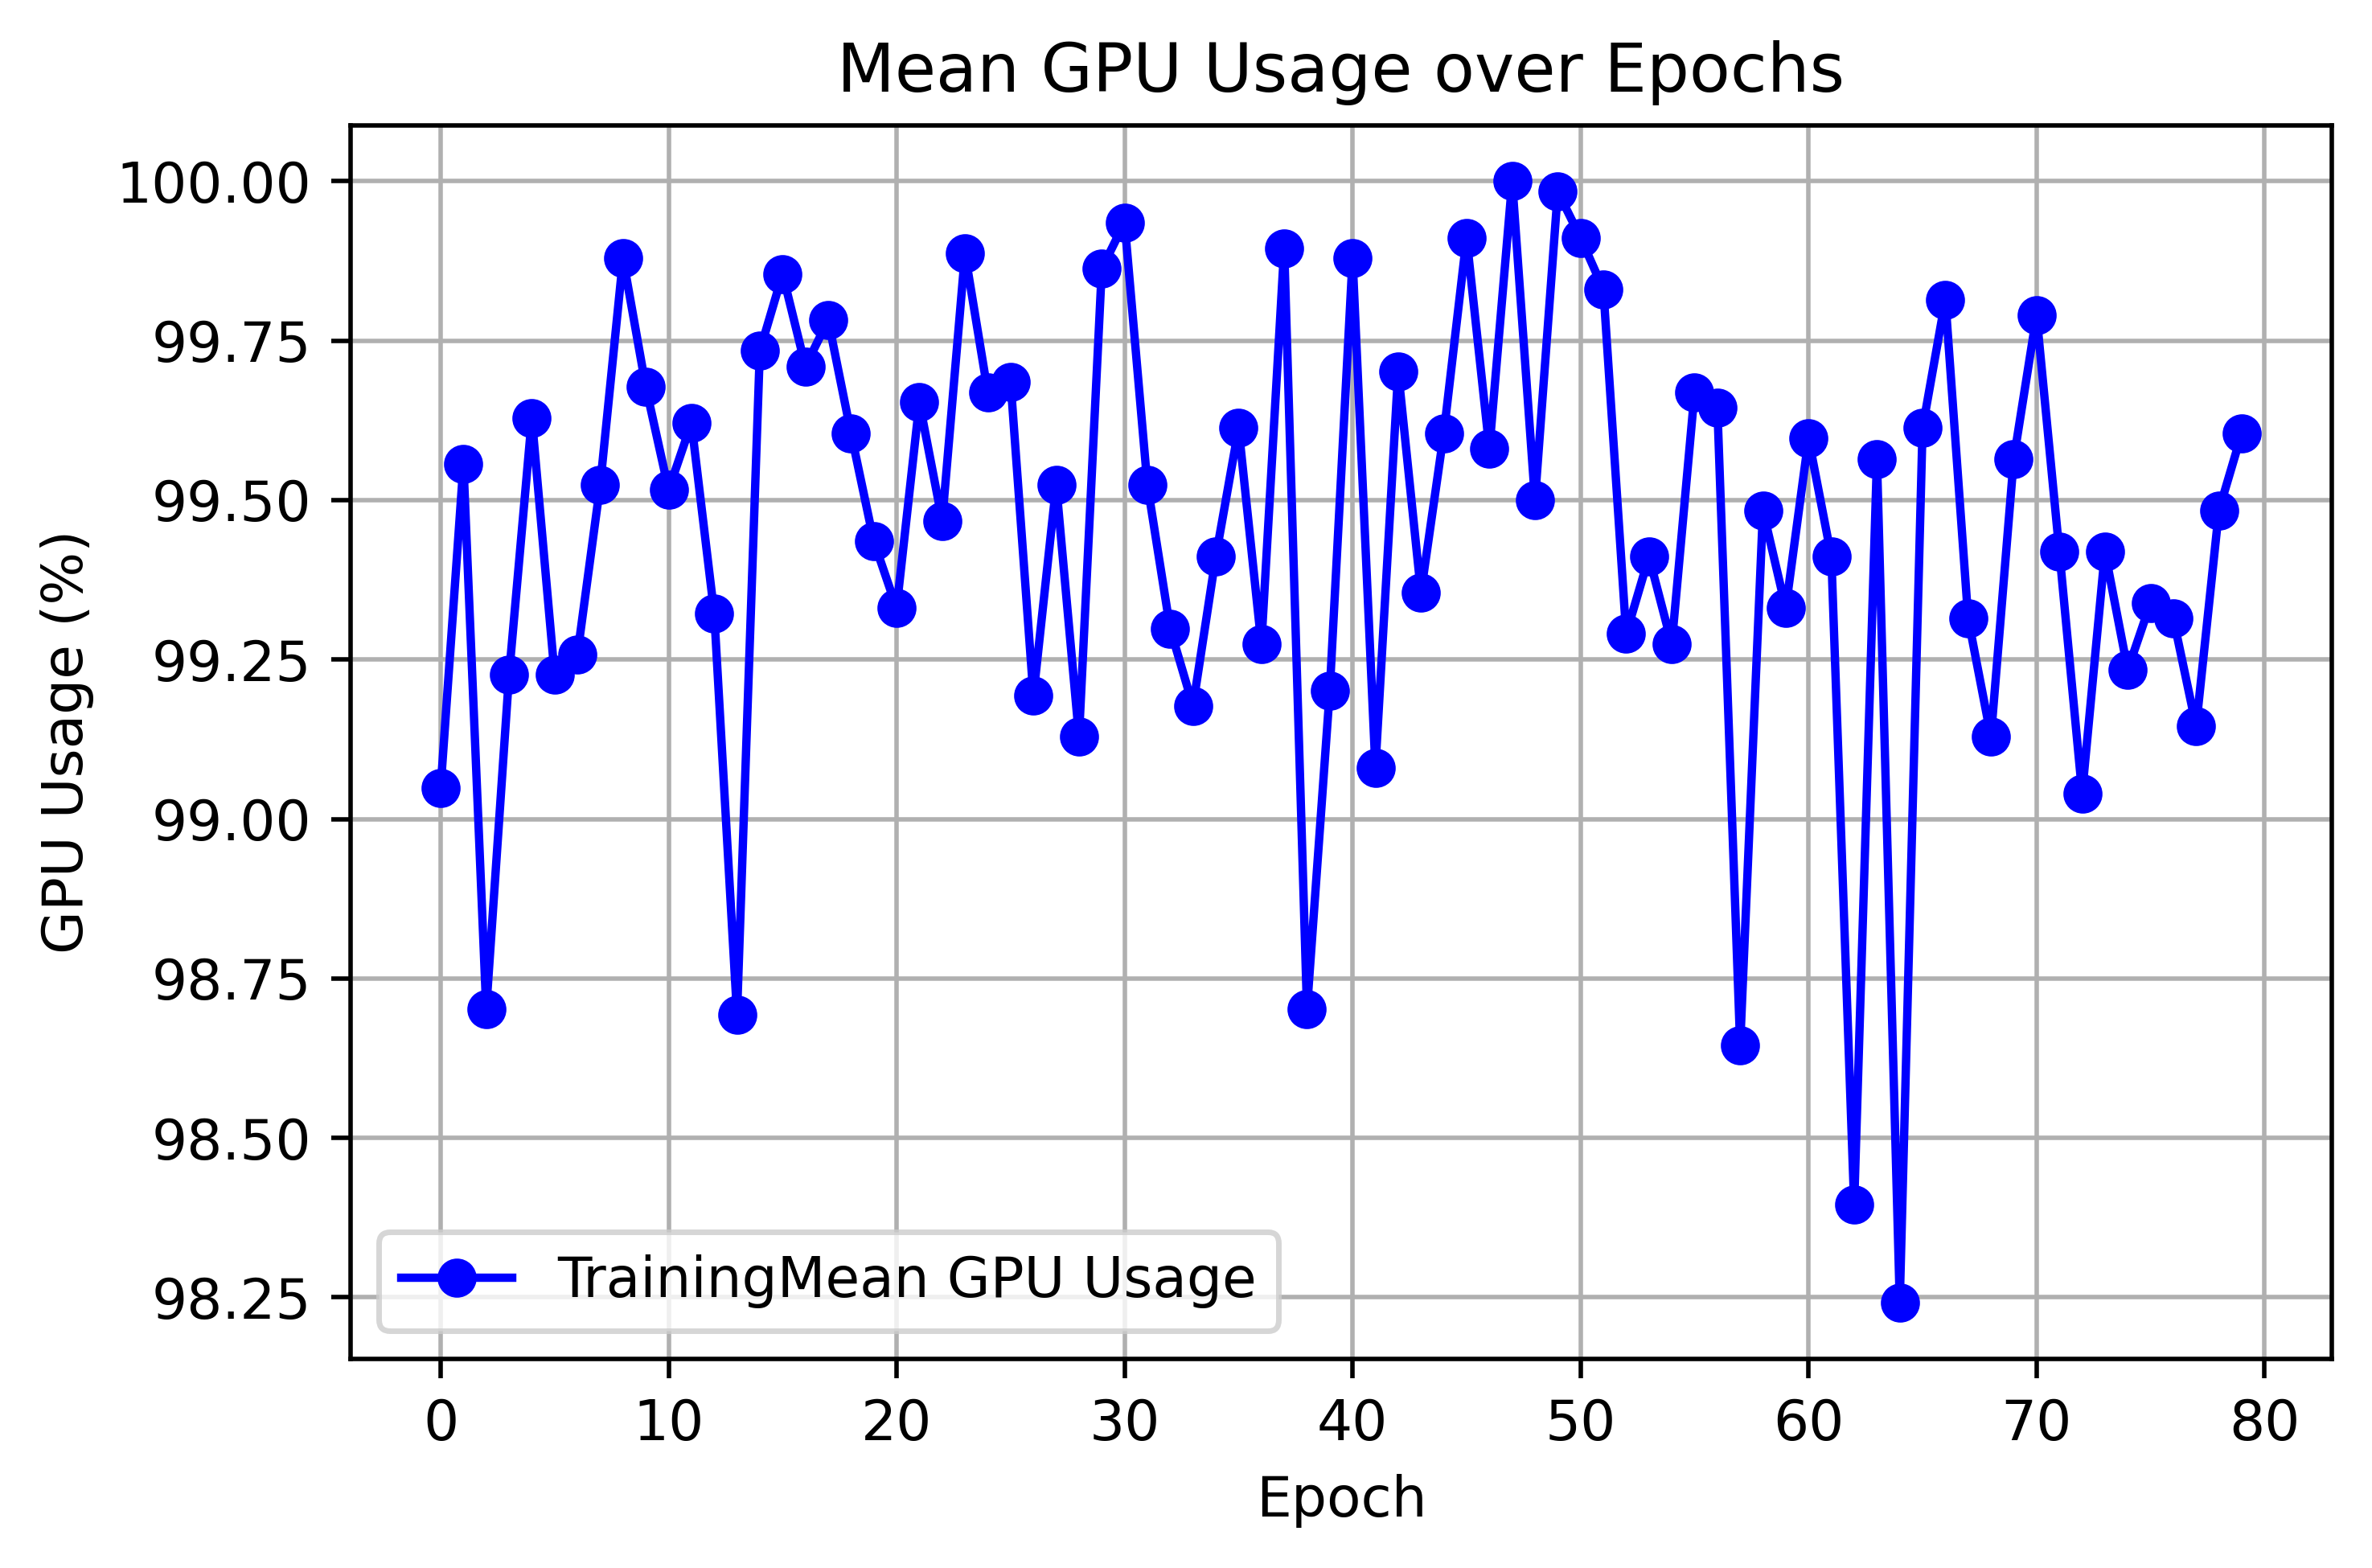 Mean GPU Usage over Epochs
GPU Usage (%)
100.00
99.75
99.50
99.25
99.00
98.75
98.50
98.25
TrainingMean GPU Usage
0 10 20 30 40 50 60 70 80
Epoch